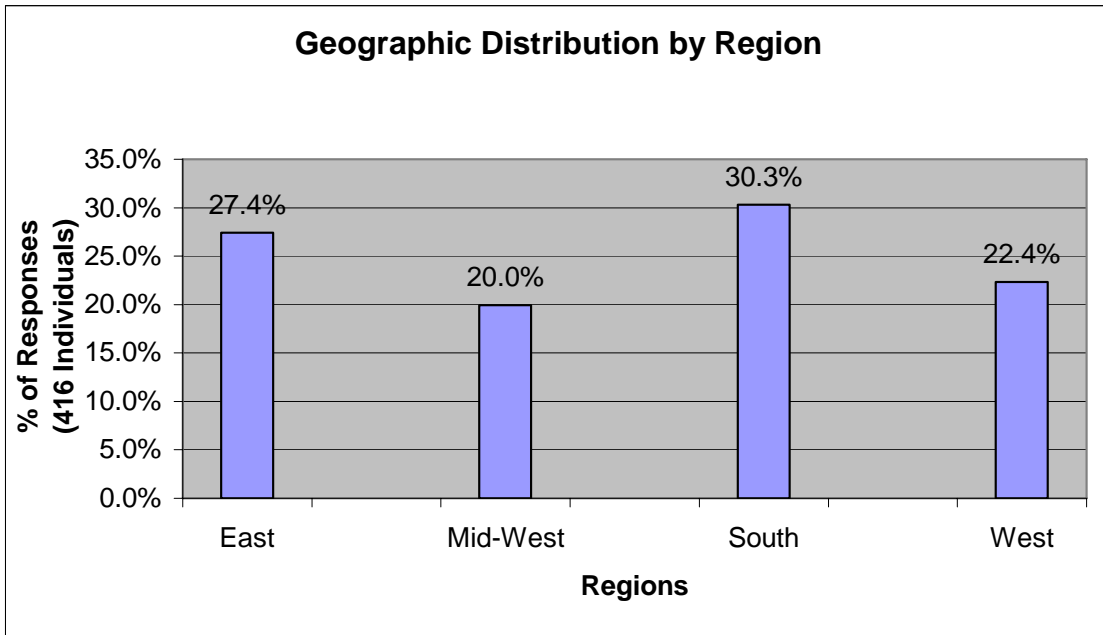 Geographic Distribution by Region
% of Responses
(416 Individuals)
35.0%
30.0%
25.0%
20.0%
15.0%
10.0%
5.0%
0.0%
27.4%
20.0%
30.3%
22.4%
East
Mid-West
South
West
Regions